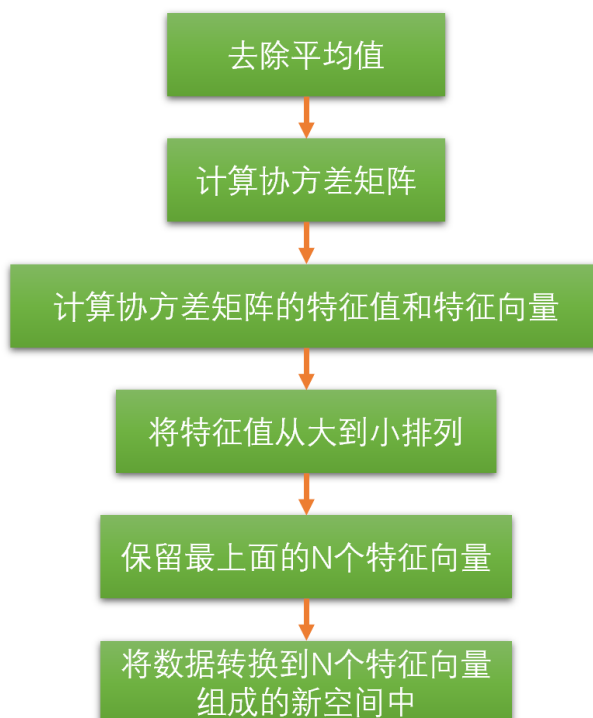 去除平均值
计算协方差矩阵
计算协方差矩阵的特征值和特征向量
将特征值从大到小排列
保留最上面的N个特征向量
将数据转换到N个特征向量
组成的新空间中